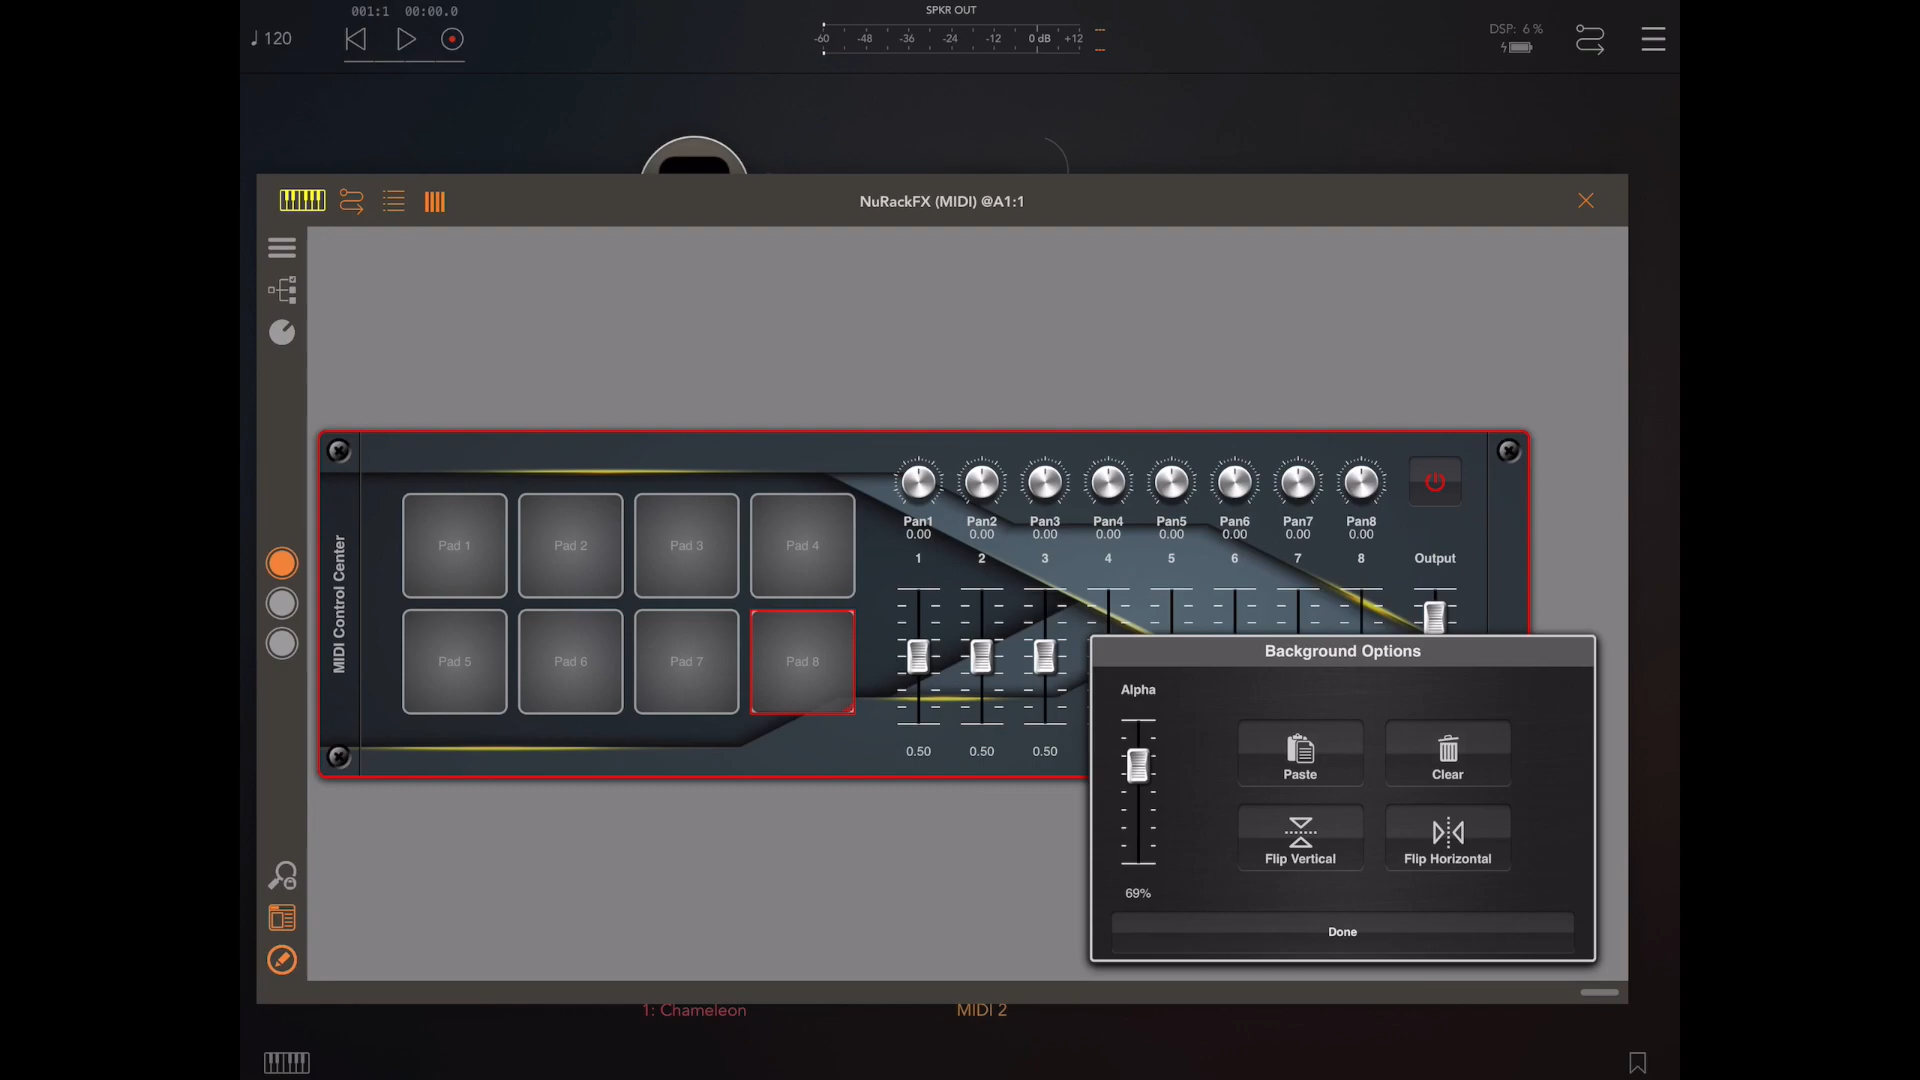 001:1 00:00.0
SPKR OUT
♩ 120
-60 -48 -36 -24 -12 0 dB +12
DSP: 6 %
NuRackFX (MIDI) @A1:1
MIDI Control Center
Pad 1 Pad 2 Pad 3 Pad 4
Pad 5 Pad 6 Pad 7 Pad 8
Pan1 Pan2 Pan3 Pan4 Pan5 Pan6 Pan7 Pan8
0.00 0.00 0.00 0.00 0.00 0.00 0.00 0.00
1 2 3 4 5 6 7 8 Output
0.50 0.50 0.50
Background Options
Alpha
Paste Clear
Flip Vertical Flip Horizontal
69%
Done
1: Chameleon MIDI 2